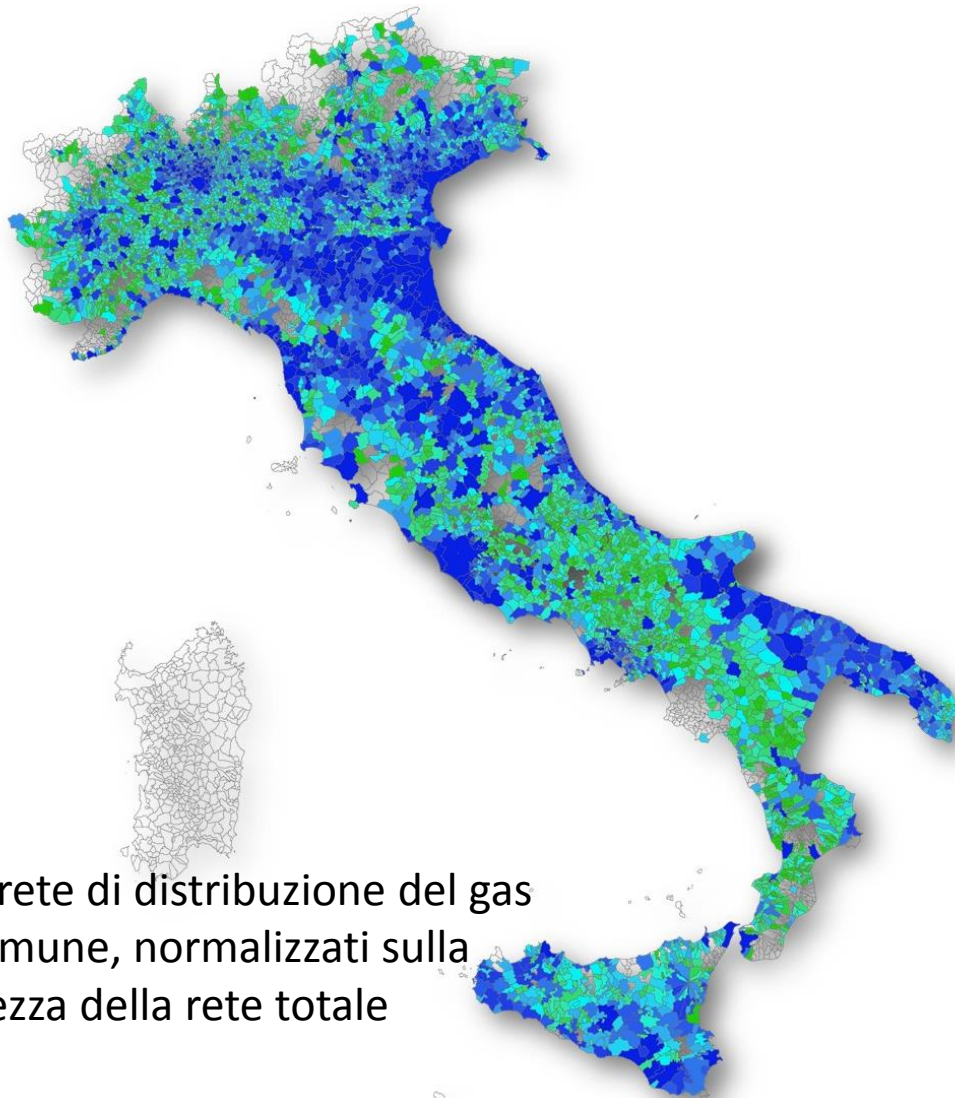 rete di distribuzione del gas
mune, normalizzati sulla
ezza della rete totale